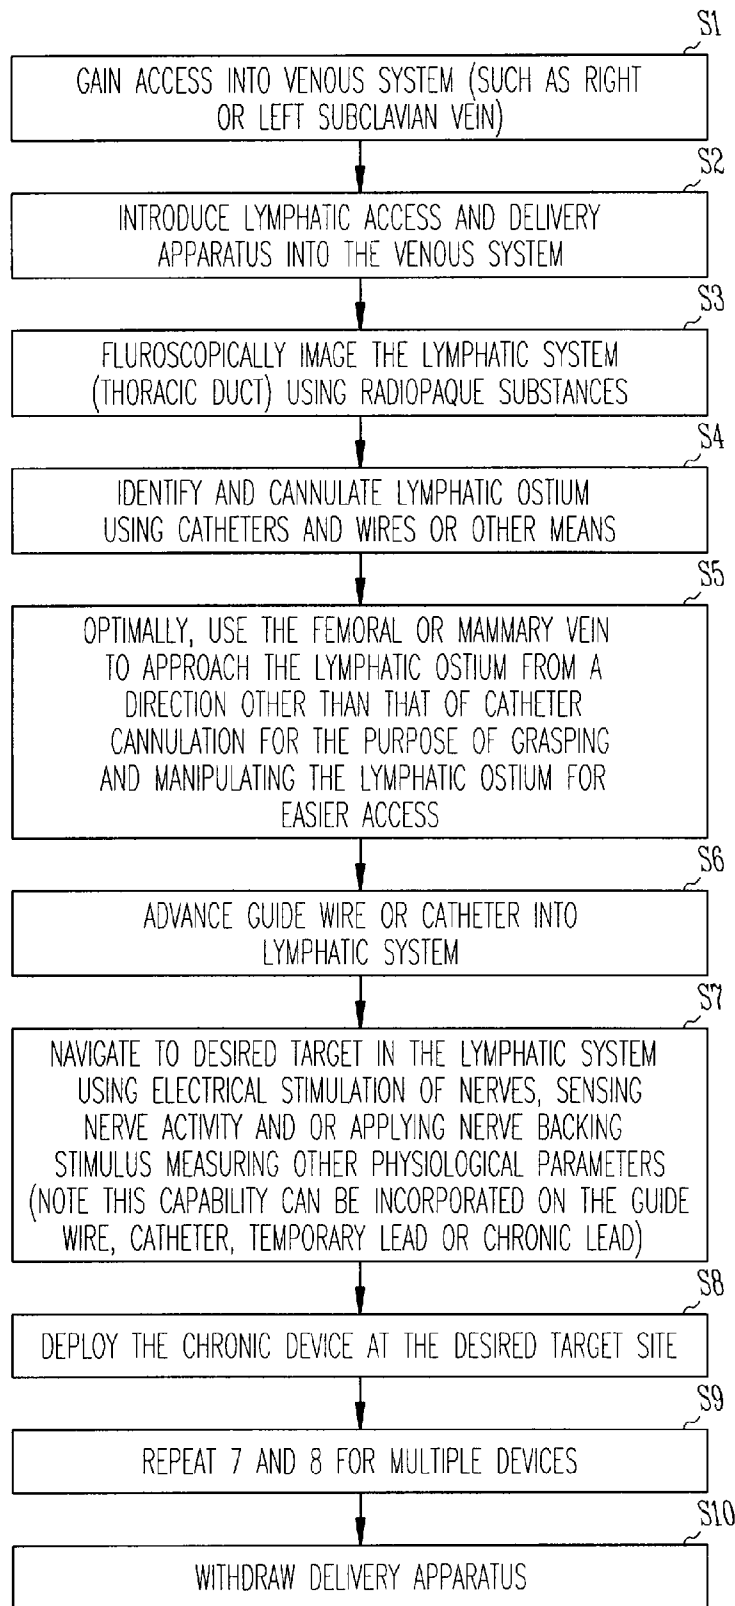 S1
GAIN ACCESS INTO VENOUS SYSTEM (SUCH AS RIGHT
OR LEFT SUBCLAVIAN VEIN)
S2
INTRODUCE LYMPHATIC ACCESS AND DELIVERY
APPARATUS INTO THE VENOUS SYSTEM
S3
FLUROSCOPICALLY IMAGE THE LYMPHATIC SYSTEM
(THORACIC DUCT) USING RADIOPAQUE SUBSTANCES
S4
IDENTIFY AND CANNULATE LYMPHATIC OSTIUM
USING CATHETERS AND WIRES OR OTHER MEANS
S5
OPTIMALLY, USE THE FEMORAL OR MAMMARY VEIN
TO APPROACH THE LYMPHATIC OSTIUM FROM A
DIRECTION OTHER THAN THAT OF CATHETER
CANNULATION FOR THE PURPOSE OF GRASPING
AND MANIPULATING THE LYMPHATIC OSTIUM FOR
EASIER ACCESS
S6
ADVANCE GUIDE WIRE OR CATHETER INTO
LYMPHATIC SYSTEM
S7
NAVIGATE TO DESIRED TARGET IN THE LYMPHATIC SYSTEM
USING ELECTRICAL STIMULATION OF NERVES, SENSING
NERVE ACTIVITY AND OR APPLYING NERVE BACKING
STIMULUS MEASURING OTHER PHYSIOLOGICAL PARAMETERS
(NOTE THIS CAPABILITY CAN BE INCORPORATED ON THE GUIDE
WIRE, CATHETER, TEMPORARY LEAD OR CHRONIC LEAD)
S8
DEPLOY THE CHRONIC DEVICE AT THE DESIRED TARGET SITE
S9
REPEAT 7 AND 8 FOR MULTIPLE DEVICES
S10
WITHDRAW DELIVERY APPARATUS